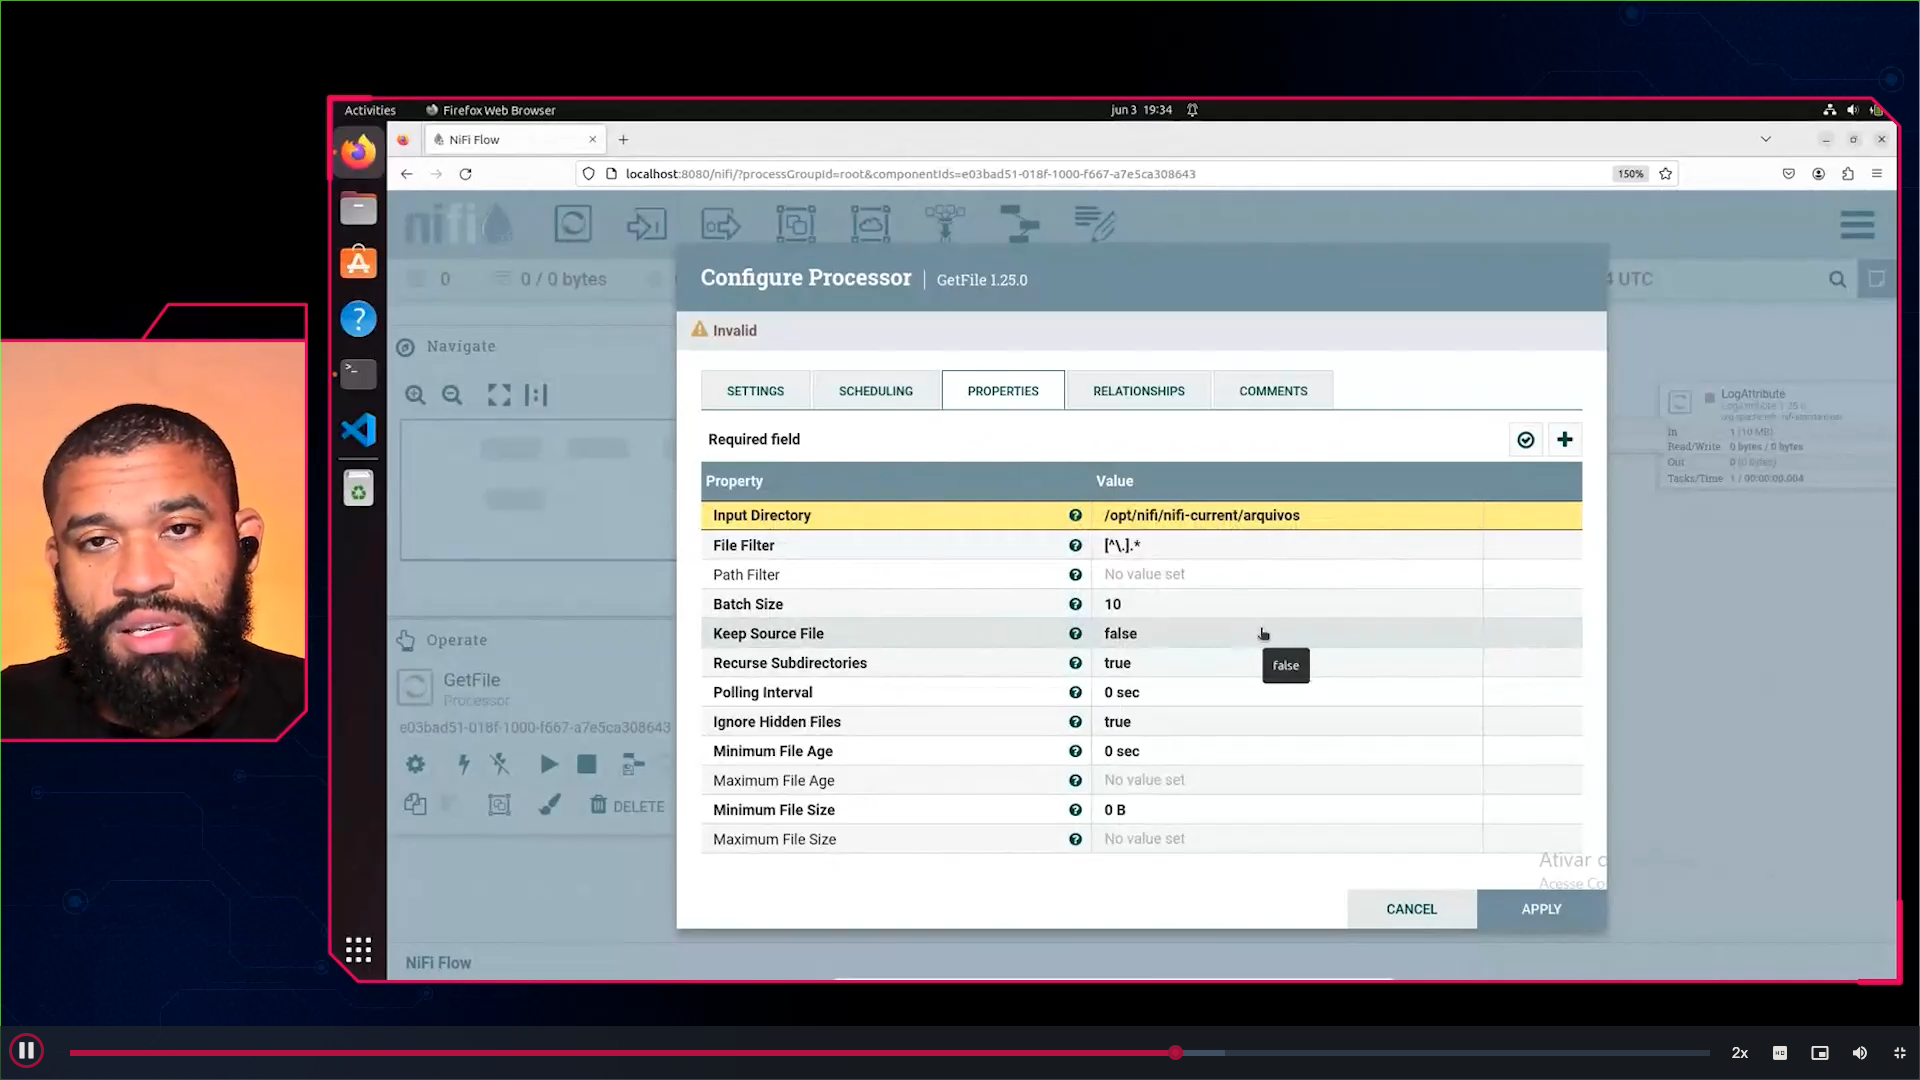 Activities
Firefox Web Browser
jun 3 19:34
NiFi Flow
localhost:8080/nifi/?processGroupId=root&componentIds=e03bad51-018f-1000-f667-a7e5ca308643
150%
nifi
0
0 / 0 bytes
4 UTC
Configure Processor
GetFile 1.25.0
Invalid
SETTINGS
SCHEDULING
PROPERTIES
RELATIONSHIPS
COMMENTS
Required field
Property Value
Input Directory /opt/nifi/nifi-current/arquivos
File Filter [^\.].*
Path Filter No value set
Batch Size 10
Keep Source File false
false
Recurse Subdirectories true
Polling Interval 0 sec
Ignore Hidden Files true
Minimum File Age 0 sec
Maximum File Age No value set
Minimum File Size 0 B
Maximum File Size No value set
CANCEL
APPLY
Navigate
Operate
GetFile
Processor
e03bad51-018f-1000-f667-a7e5ca308643
DELETE
LogAttribute
LogAttribute 1.25.0
In 1 (10 MB)
Read/Write 0 bytes / 0 bytes
Out 0 (0 bytes)
Tasks/Time 1 / 00:00:00.004
Ativar
Acesse
NiFi Flow
2x